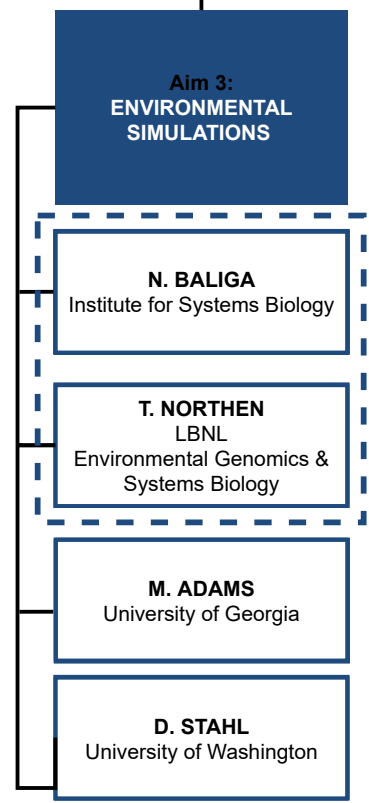 Aim 3:
ENVIRONMENTAL
SIMULATIONS
N. BALIGA
Institute for Systems Biology
T. NORTHEN
LBNL
Environmental Genomics &
Systems Biology
M. ADAMS
University of Georgia
D. STAHL
University of Washington